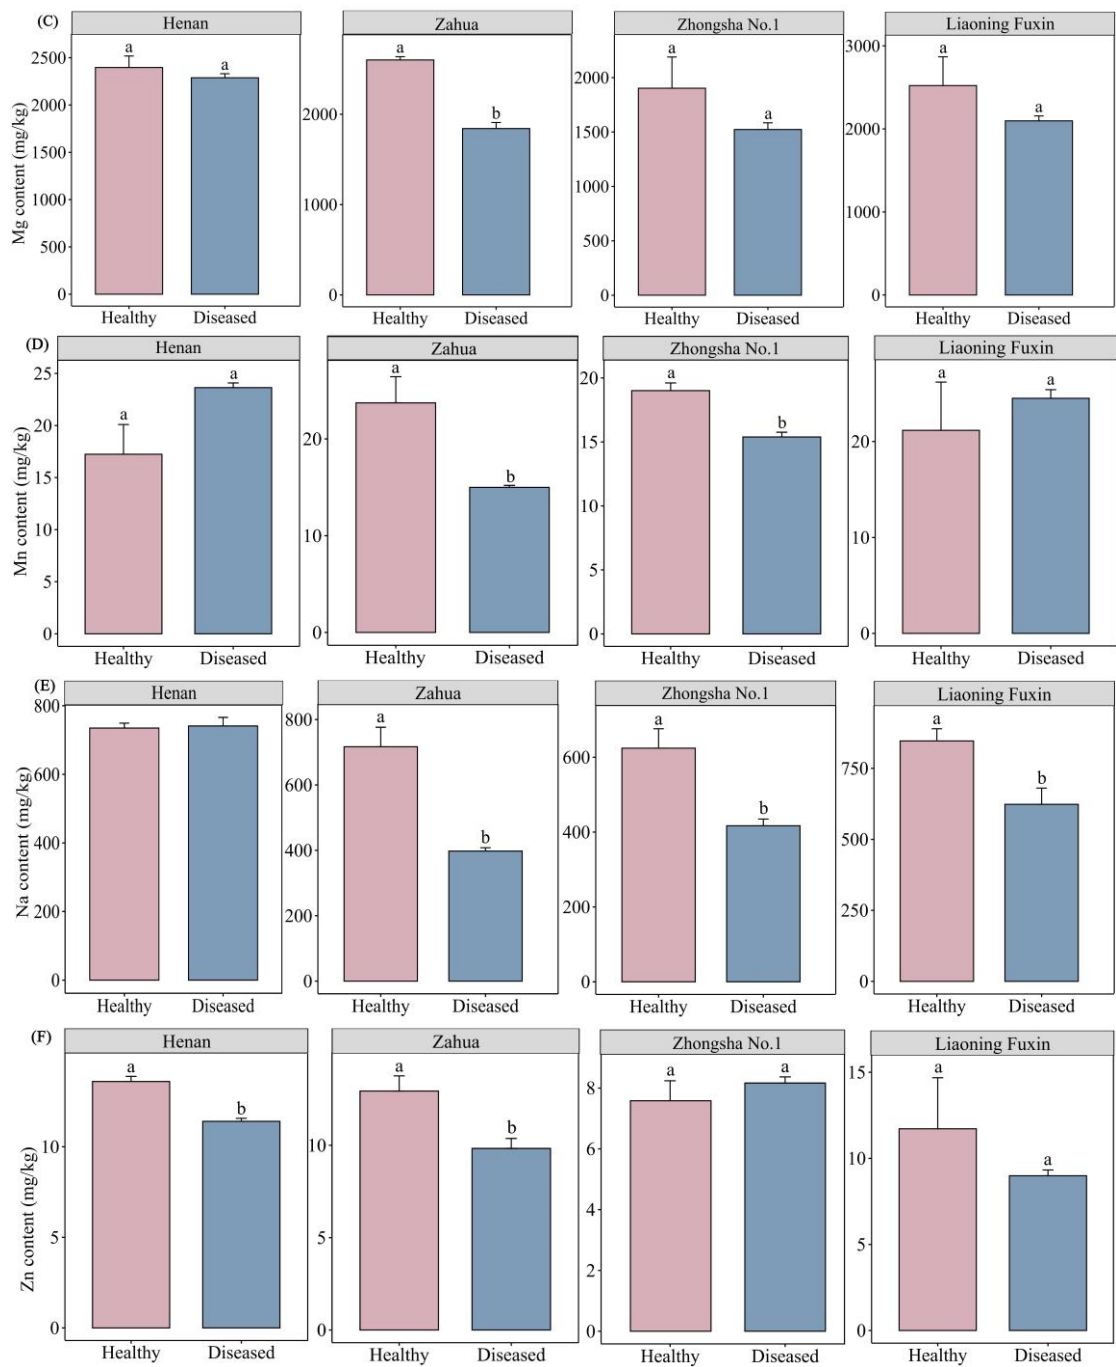 (C)
Henan
Zahua
Zhongsha No.1
Liaoning Fuxin
Mg content (mg/kg)
2500
2000
1500
1000
500
0
a
a
Healthy
Diseased
2000
1000
0
a
b
Healthy
Diseased
2000
1500
1000
500
0
a
a
Healthy
Diseased
3000
2000
1000
0
a
a
Healthy
Diseased
(D)
Henan
Zahua
Zhongsha No.1
Liaoning Fuxin
Mn content (mg/kg)
25
20
15
10
5
0
a
a
Healthy
Diseased
20
10
0
a
b
Healthy
Diseased
20
15
10
5
0
a
b
Healthy
Diseased
20
10
0
a
a
Healthy
Diseased
(E)
Henan
Zahua
Zhongsha No.1
Liaoning Fuxin
Na content (mg/kg)
800
600
400
200
0
Healthy
Diseased
800
600
400
200
0
a
b
Healthy
Diseased
600
400
200
0
a
b
Healthy
Diseased
750
500
250
0
a
b
Healthy
Diseased
(F)
Henan
Zahua
Zhongsha No.1
Liaoning Fuxin
Zn content (mg/kg)
10
5
0
a
b
Healthy
Diseased
10
5
0
a
b
Healthy
Diseased
8
6
4
2
0
a
a
Healthy
Diseased
15
10
5
0
a
a
Healthy
Diseased